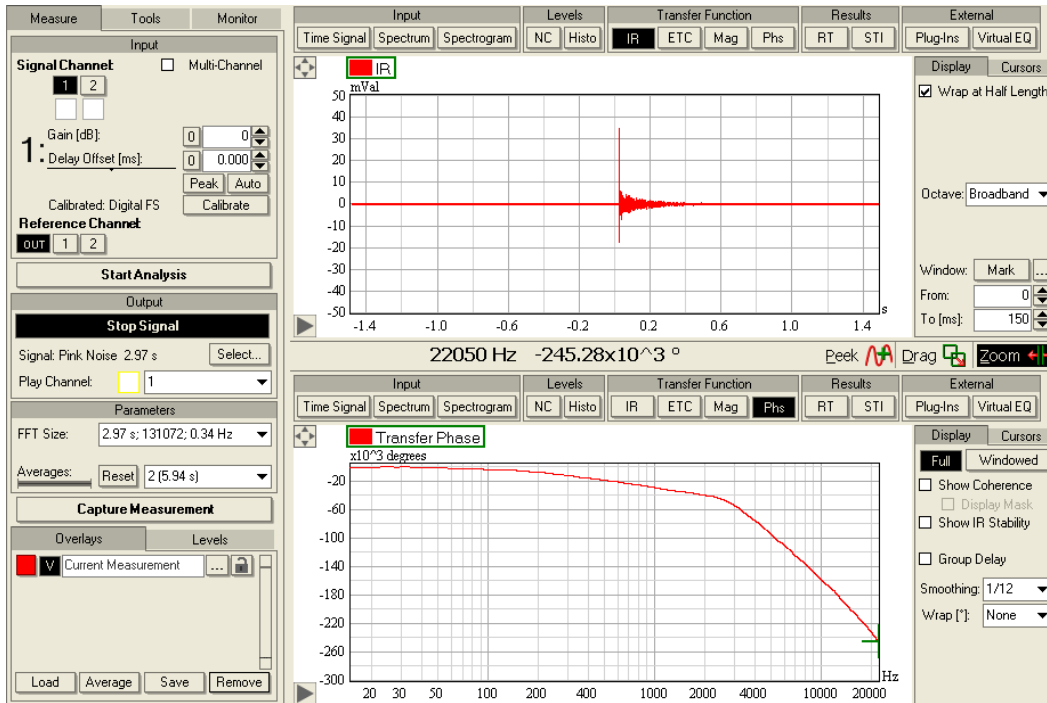 Measure Tools Monitor
Input
Signal Channel: Multi-Channel
1 2
1:
Gain [dB]: 0 0
Delay Offset [ms]: 0 0.000
Peak Auto
Calibrated: Digital FS Calibrate
Reference Channel:
OUT 1 2
Start Analysis
Output
Stop Signal
Signal: Pink Noise 2.97 s Select...
Play Channel: 1
Parameters
FFT Size: 2.97 s; 131072; 0.34 Hz
Averages: Reset 2 (5.94 s)
Capture Measurement
Overlays Levels
V Current Measurement ...
Load Average Save Remove
Input Levels Transfer Function Results External
Time Signal Spectrum Spectrogram NC Histo IR ETC Mag Phs RT STI Plug-Ins Virtual EQ
IR
mVal
50
40
30
20
10
0
-10
-20
-30
-40
-50
-1.4 -1.0 -0.6 -0.2 0.2 0.6 1.0 1.4 s
Display Cursors
Wrap at Half Length
Octave: Broadband
Window: Mark ...
From: 0
To [ms]: 150
22050 Hz -245.28x10^3 ° Peek Drag Zoom
Input Levels Transfer Function Results External
Time Signal Spectrum Spectrogram NC Histo IR ETC Mag Phs RT STI Plug-Ins Virtual EQ
Transfer Phase
x10^3 degrees
-20
-60
-100
-140
-180
-220
-260
-300
20 30 50 100 200 400 1000 2000 4000 10000 20000 Hz
Display Cursors
Full Windowed
Show Coherence
Display Mask
Show IR Stability
Group Delay
Smoothing: 1/12
Wrap [°]: None